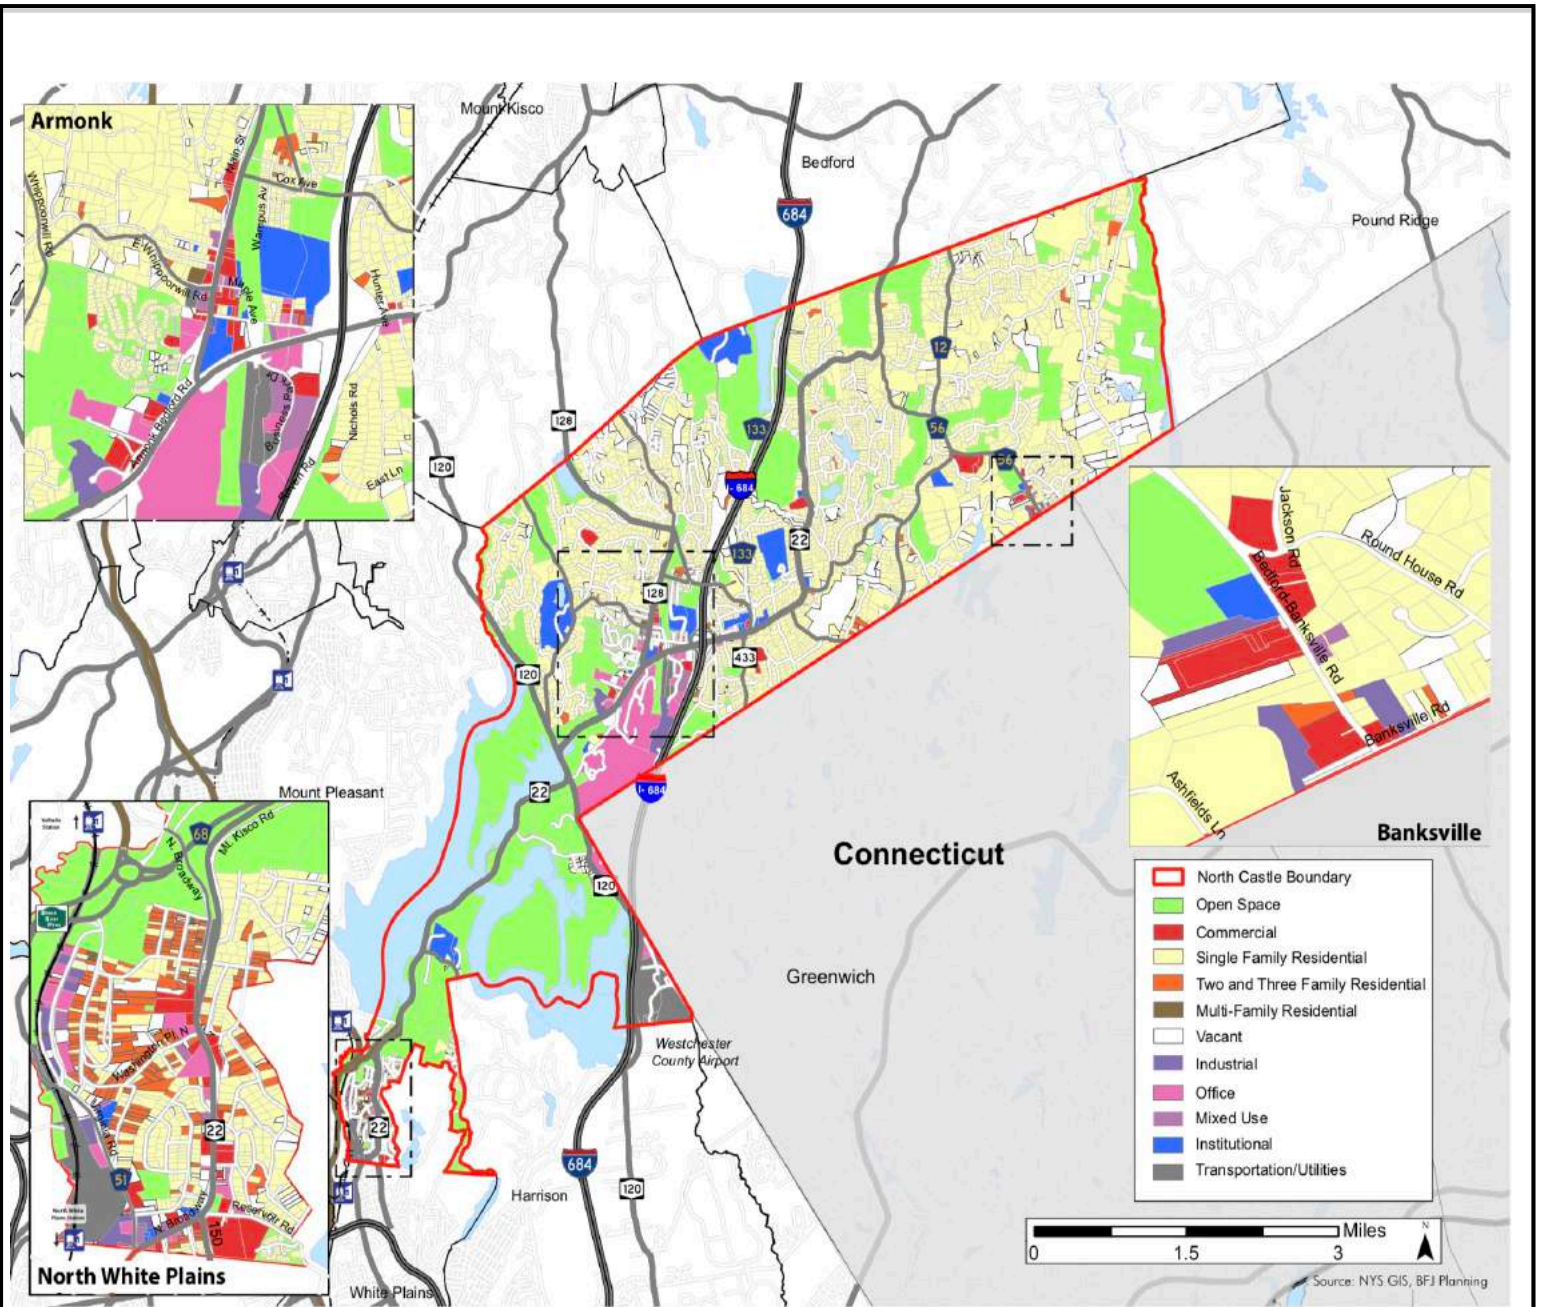 Armonk
N. Main St
Cox Ave
Whippoorwill Rd
Wampus Av
E. Whippoorwill Rd
Maple Ave
Hunter Ave
Armonk Bedford Rd
Business Park Dr
Nichols Rd
East Ln
Mount Kisco
Bedford
684
Pound Ridge
12
128
133
56
120
I-684
56
133
22
128
433
120
Jackson Rd
Round House Rd
Bedford-Banksville Rd
Banksville Rd
Ashfields Ln
Banksville
22
I-684
Mount Pleasant
Connecticut
120
Greenwich
68
Mt. Kisco Rd
N. Broadway
Washington Pl. N
22
51
N. Broadway
Reservoir Rd
150
North White Plains
22
Westchester
County Airport
684
Harrison
120
White Plains
North Castle Boundary
Open Space
Commercial
Single Family Residential
Two and Three Family Residential
Multi-Family Residential
Vacant
Industrial
Office
Mixed Use
Institutional
Transportation/Utilities
Miles
0 1.5 3
N
Source: NYS GIS, BFJ Planning